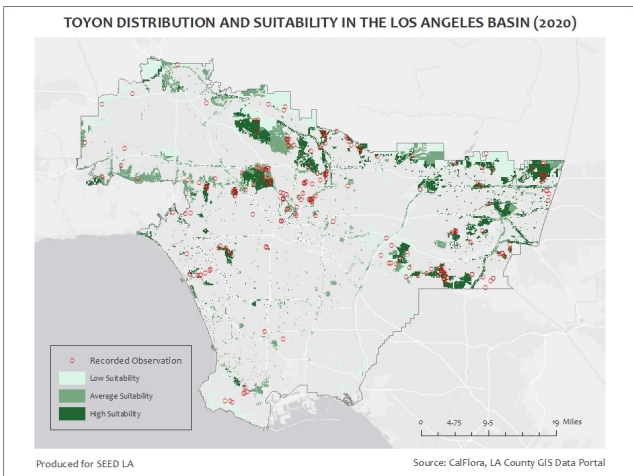 TOYON DISTRIBUTION AND SUITABILITY IN THE LOS ANGELES BASIN (2020)
Recorded Observation
Low Suitability
Average Suitability
High Suitability
0 4.75 9.5 19 Miles
Produced for SEED LA
Source: CalFlora, LA County GIS Data Portal